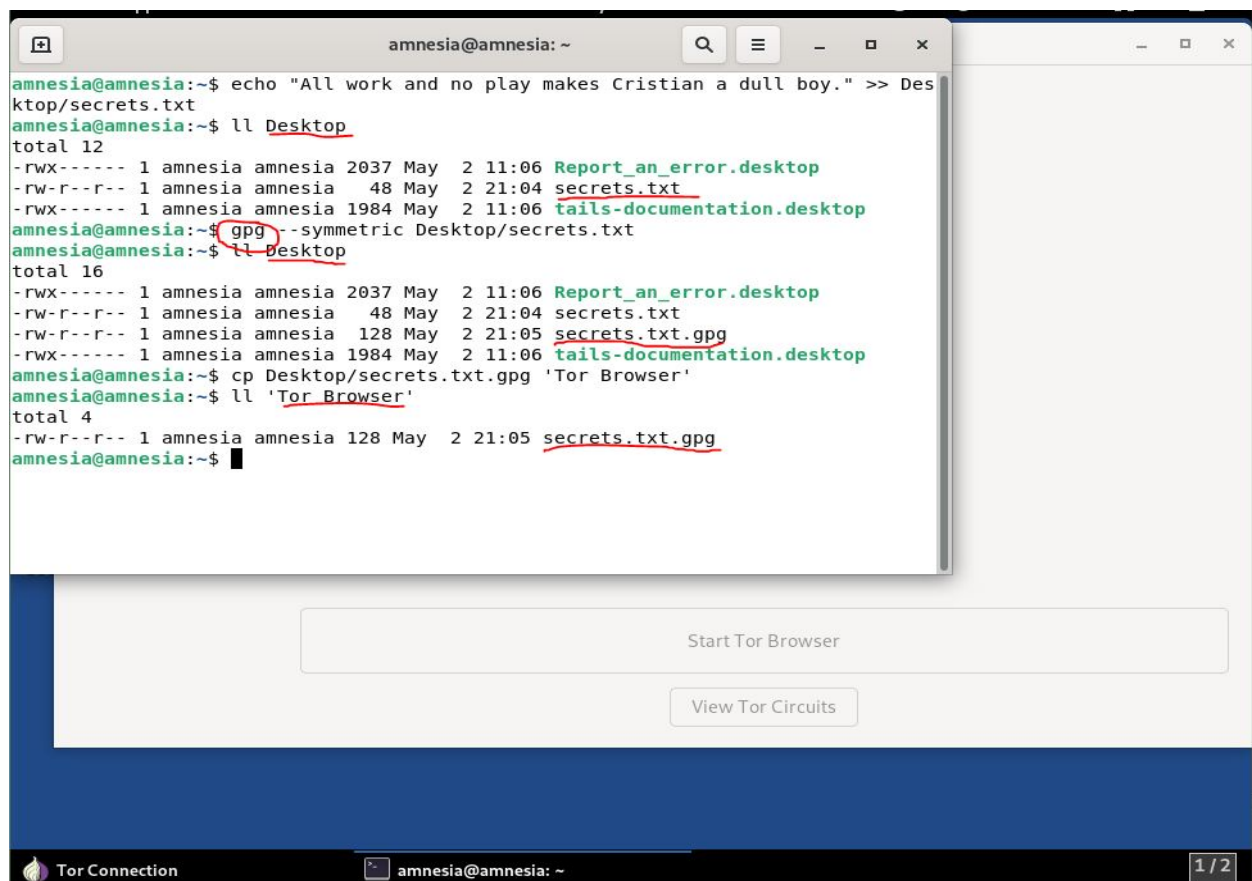 amnesia@amnesia: ~
amnesia@amnesia:~$ echo "All work and no play makes Cristian a dull boy." >> Des
ktop/secrets.txt
amnesia@amnesia:~$ ll Desktop
total 12
-rwx------ 1 amnesia amnesia 2037 May  2 11:06 Report_an_error.desktop
-rw-r--r-- 1 amnesia amnesia   48 May  2 21:04 secrets.txt
-rwx------ 1 amnesia amnesia 1984 May  2 11:06 tails-documentation.desktop
amnesia@amnesia:~$ gpg --symmetric Desktop/secrets.txt
amnesia@amnesia:~$ ll Desktop
total 16
-rwx------ 1 amnesia amnesia 2037 May  2 11:06 Report_an_error.desktop
-rw-r--r-- 1 amnesia amnesia   48 May  2 21:04 secrets.txt
-rw-r--r-- 1 amnesia amnesia  128 May  2 21:05 secrets.txt.gpg
-rwx------ 1 amnesia amnesia 1984 May  2 11:06 tails-documentation.desktop
amnesia@amnesia:~$ cp Desktop/secrets.txt.gpg 'Tor Browser'
amnesia@amnesia:~$ ll 'Tor Browser'
total 4
-rw-r--r-- 1 amnesia amnesia 128 May  2 21:05 secrets.txt.gpg
amnesia@amnesia:~$
Start Tor Browser
View Tor Circuits
Tor Connection
amnesia@amnesia: ~
1/2